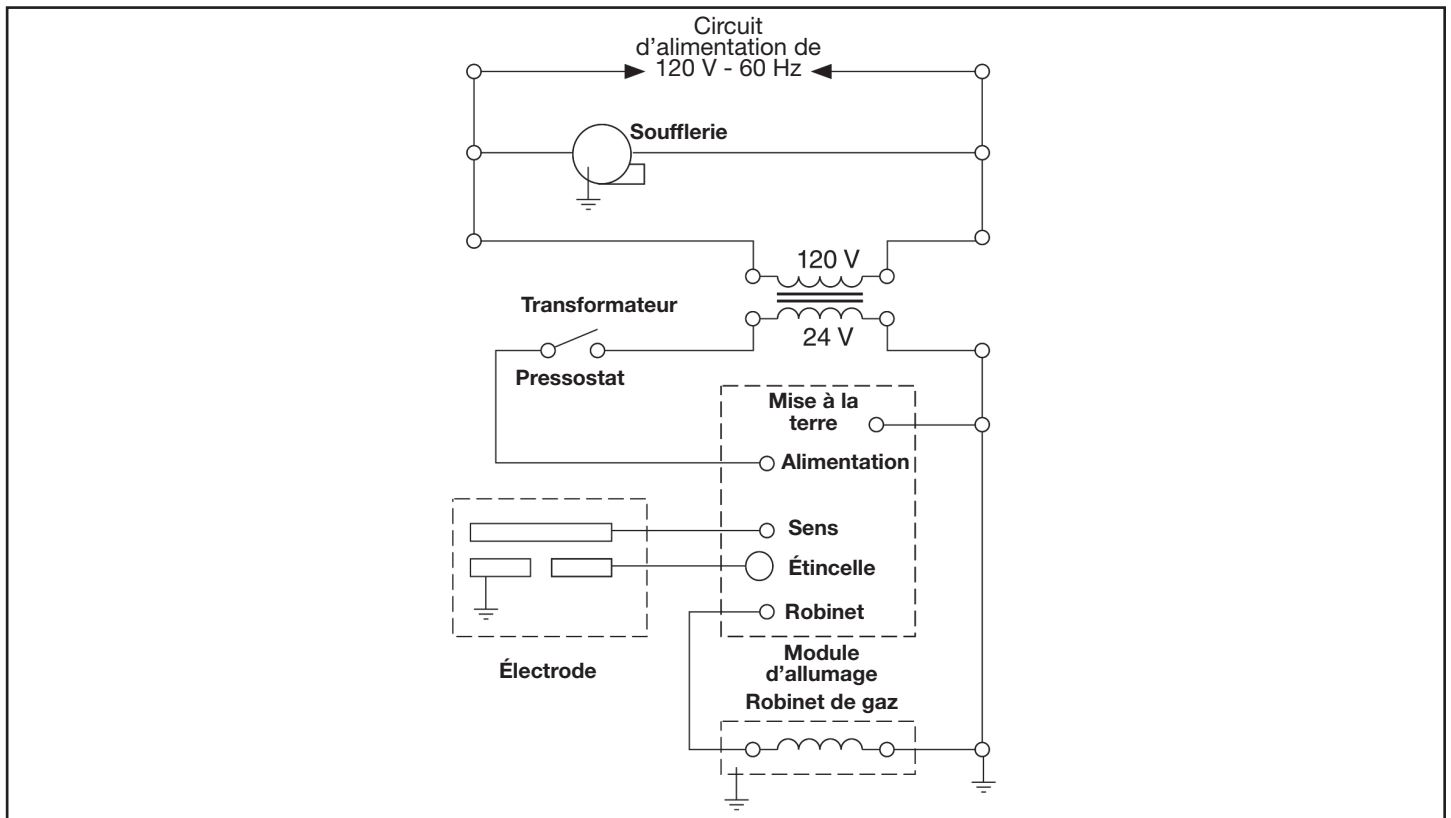 Circuit
d'alimentation de
120 V - 60 Hz
Soufflerie
120 V
Transformateur
24 V
Pressostat
Mise à la
terre
Alimentation
Sens
Étincelle
Robinet
Électrode
Module
d'allumage
Robinet de gaz